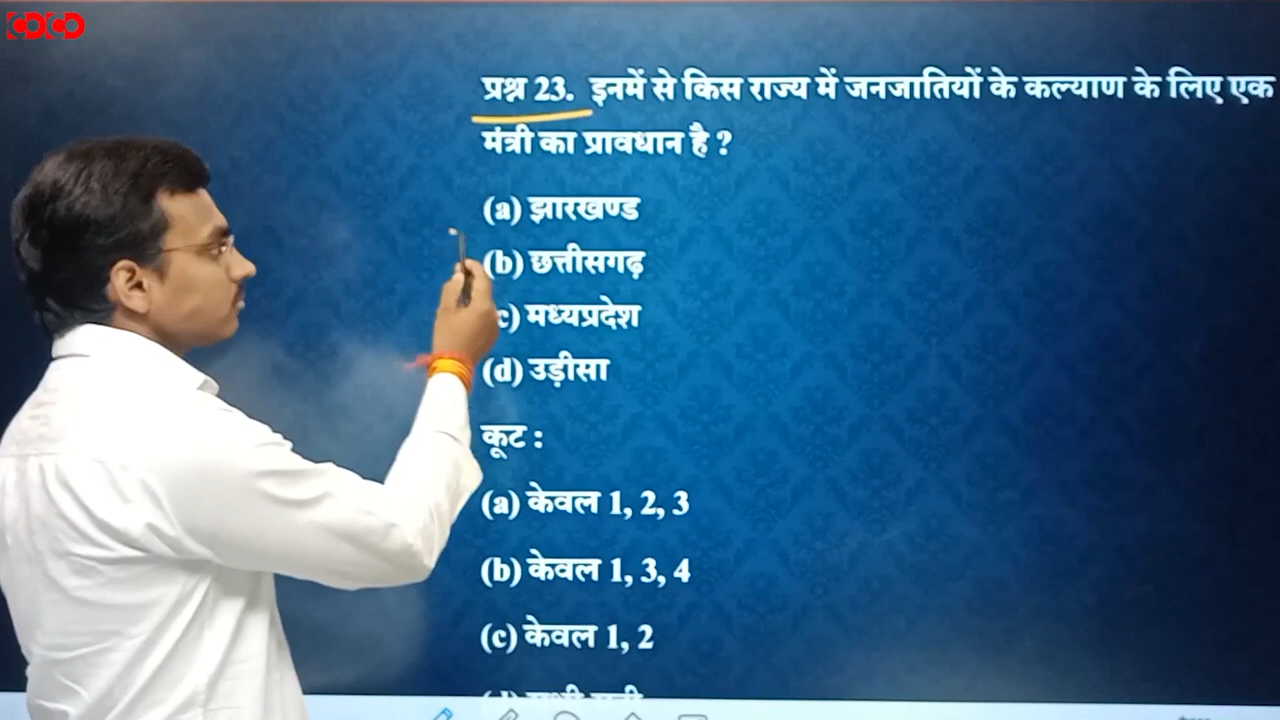 प्रश्न 23. इनमें से किस राज्य में जनजातियों के कल्याण के लिए एक
मंत्री का प्रावधान है ?
(a) झारखण्ड
(b) छत्तीसगढ़
c) मध्यप्रदेश
(d) उड़ीसा
कूट :
(a) केवल 1, 2, 3
(b) केवल 1, 3, 4
(c) केवल 1, 2